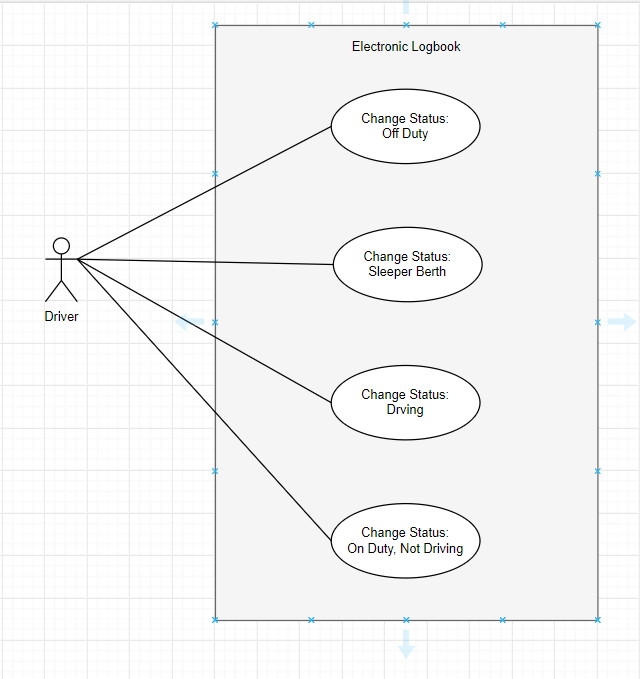 Electronic Logbook
Change Status:
Off Duty
Change Status:
Sleeper Berth
Driver
Change Status:
Drving
Change Status:
On Duty, Not Driving